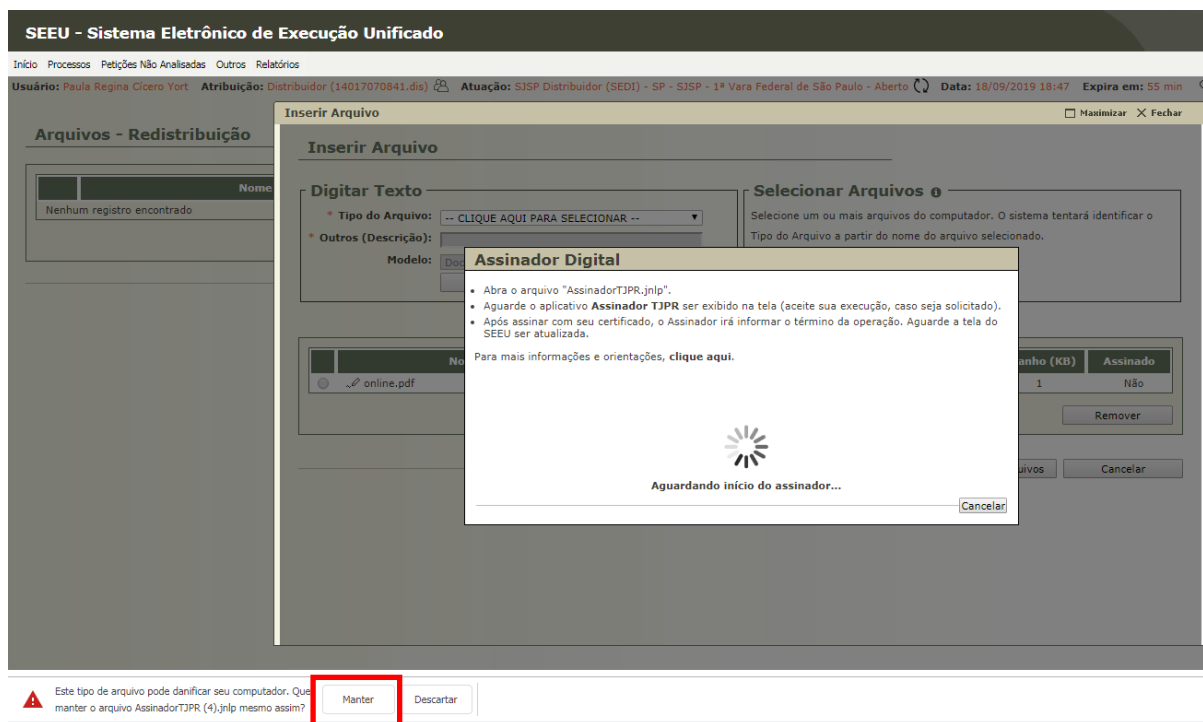 SEEU - Sistema Eletrônico de Execução Unificado
Início Processos Petições Não Analisadas Outros Relatórios
Usuário: Paula Regina Cícero Yort Atribuição: Distribuidor (14017070841.dis) Atuação: SJSP Distribuidor (SEDI) - SP - SJSP - 1ª Vara Federal de São Paulo - Aberto Data: 18/09/2019 18:47 Expira em: 55 min
Inserir Arquivo Maximizar Fechar
Arquivos - Redistribuição
Inserir Arquivo
Nome
Nenhum registro encontrado
Digitar Texto
* Tipo do Arquivo: -- CLIQUE AQUI PARA SELECIONAR --
* Outros (Descrição):
Modelo: Doc
Selecionar Arquivos
Selecione um ou mais arquivos do computador. O sistema tentará identificar o
Tipo do Arquivo a partir do nome do arquivo selecionado.
Assinador Digital
• Abra o arquivo "AssinadorTJPR.jnlp".
• Aguarde o aplicativo Assinador TJPR ser exibido na tela (aceite sua execução, caso seja solicitado).
• Após assinar com seu certificado, o Assinador irá informar o término da operação. Aguarde a tela do
SEEU ser atualizada.
Para mais informações e orientações, clique aqui.
Aguardando início do assinador...
Cancelar
No anho (KB) Assinado
online.pdf 1 Não
Remover
uivos Cancelar
Este tipo de arquivo pode danificar seu computador. Que
manter o arquivo AssinadorTJPR (4).jnlp mesmo assim?
Manter Descartar